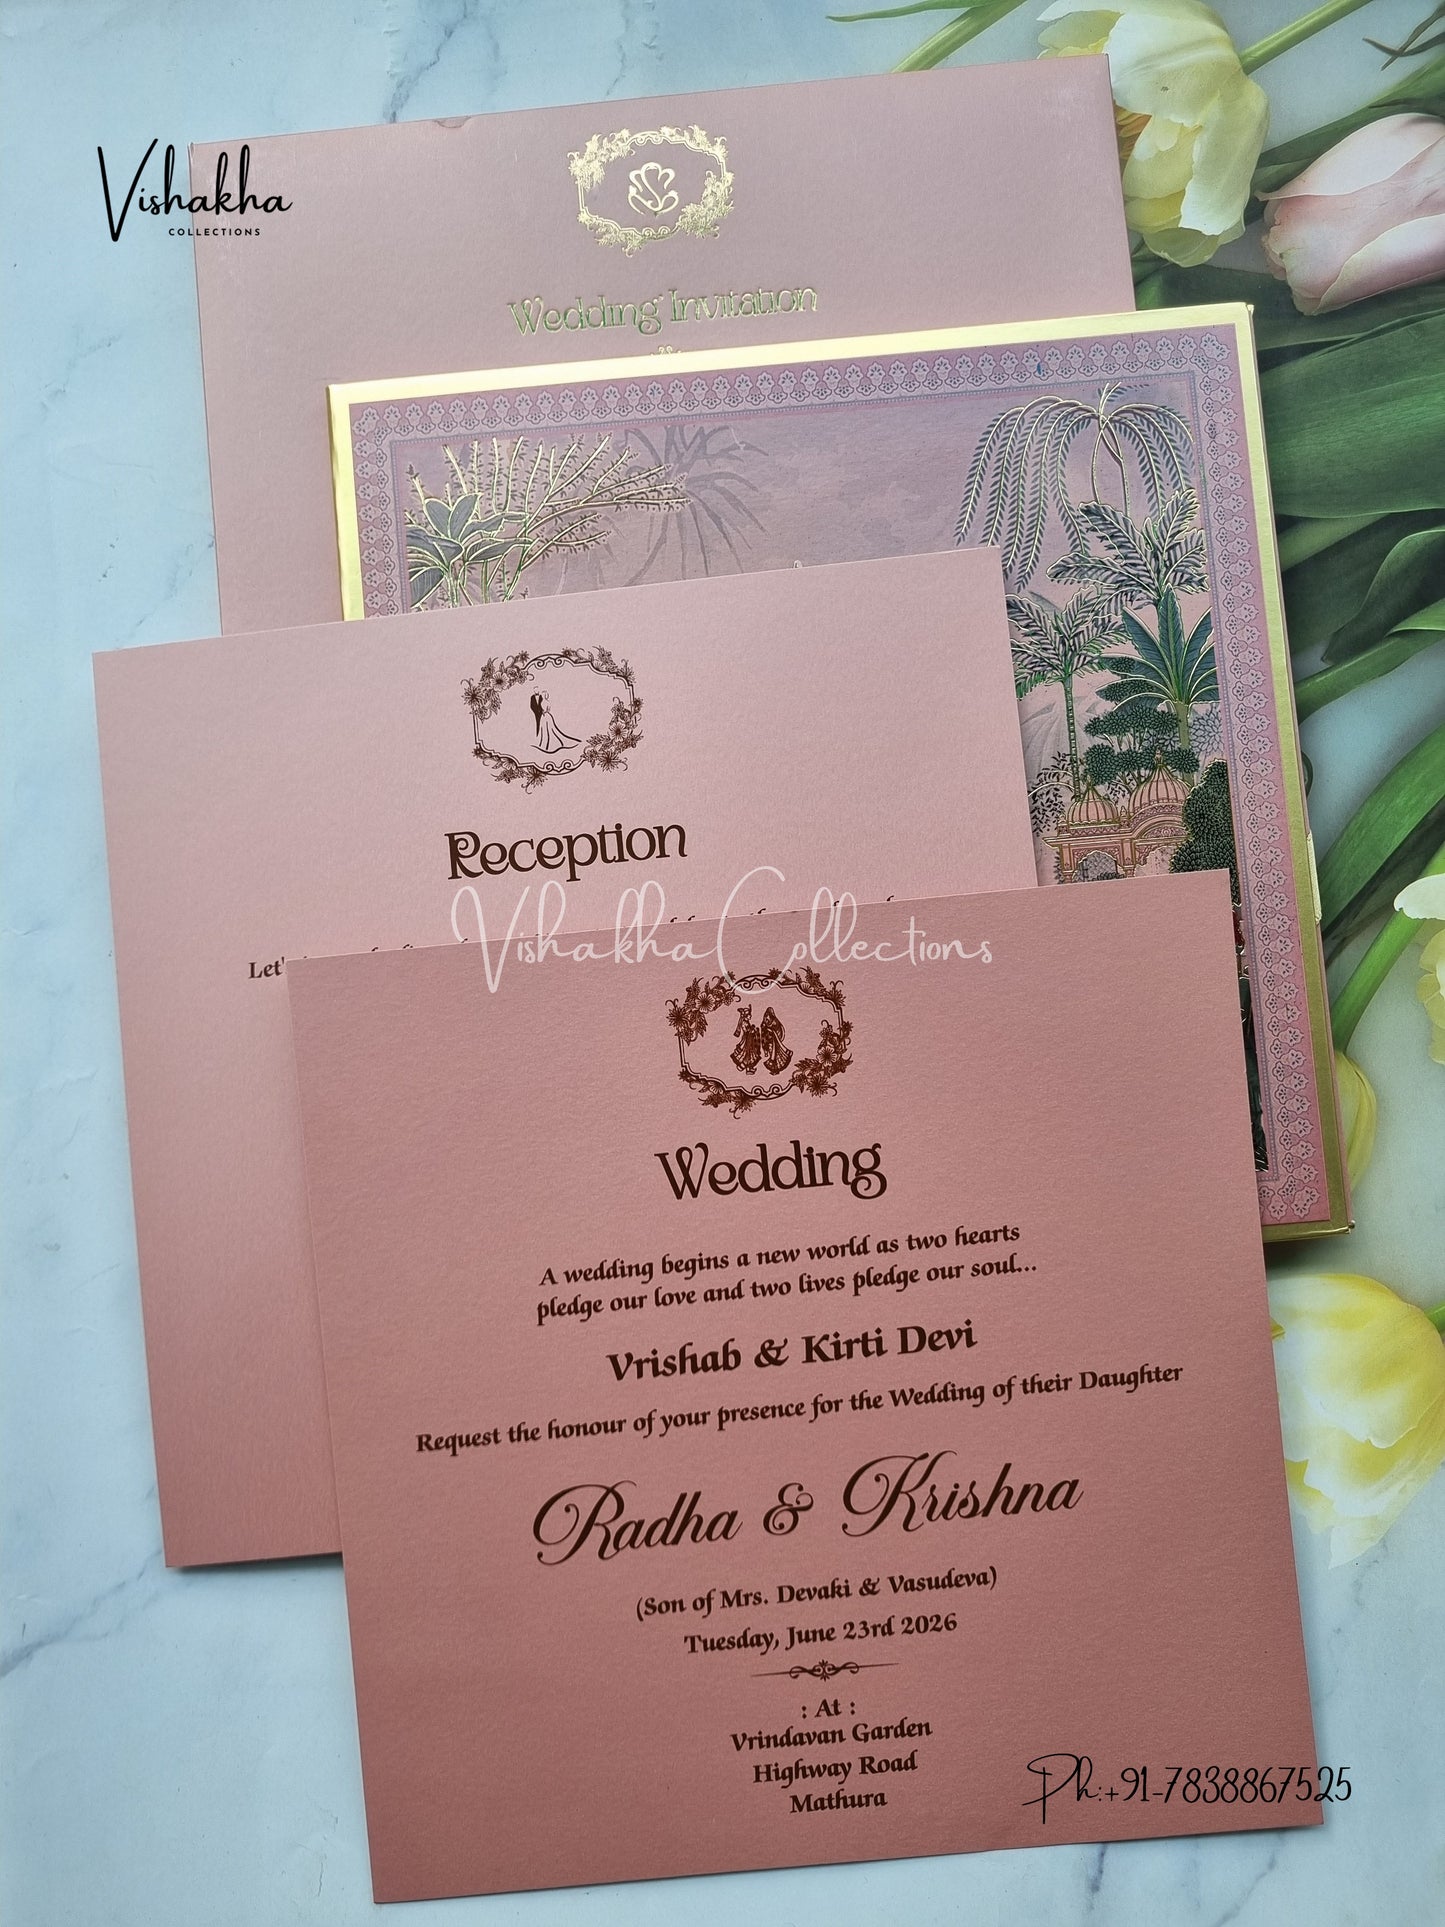 Vishakha
COLLECTIONS
Wedding Invitation
Reception
Vishakha Collections
Let's
Wedding
A wedding begins a new world as two hearts
pledge our love and two lives pledge our soul...
Vrishab & Kirti Devi
Request the honour of your presence for the Wedding of their Daughter
Radha & Krishna
(Son of Mrs. Devaki & Vasudeva)
Tuesday, June 23rd 2026
: At :
Vrindavan Garden
Highway Road
Mathura
Ph:+91-7838867525